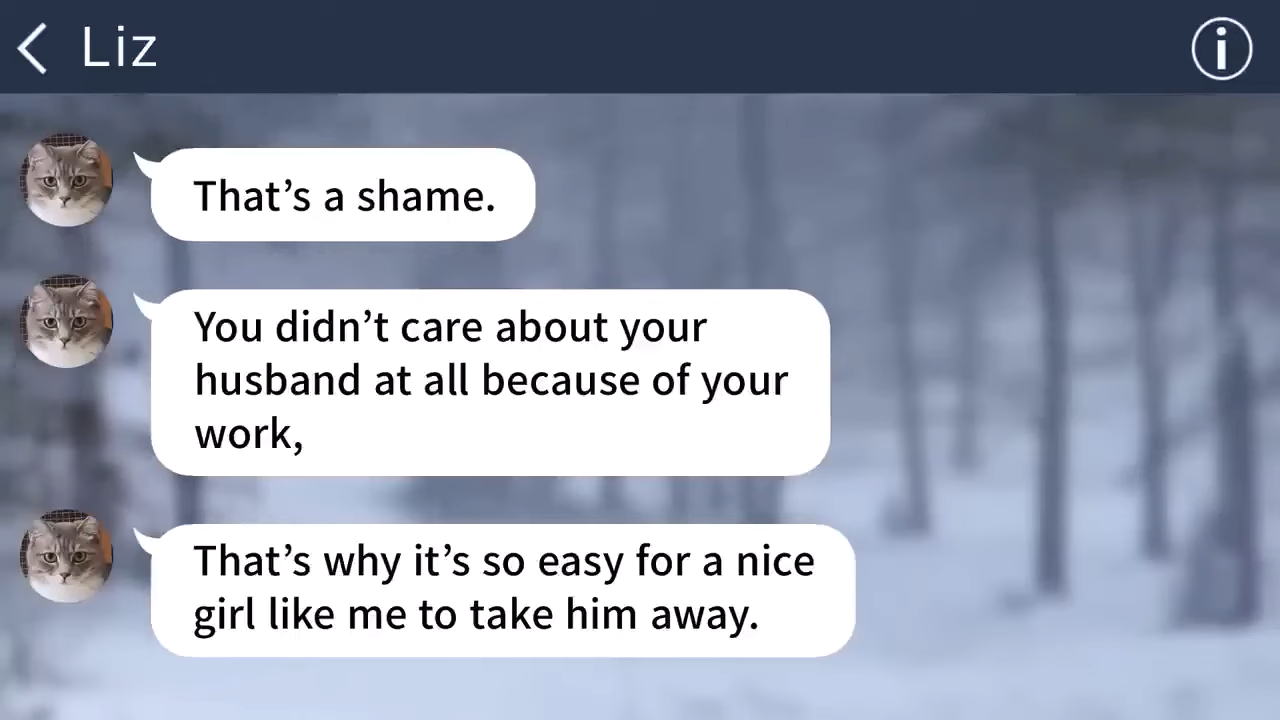 Liz
That’s a shame.
You didn’t care about your
husband at all because of your
work,
That’s why it’s so easy for a nice
girl like me to take him away.